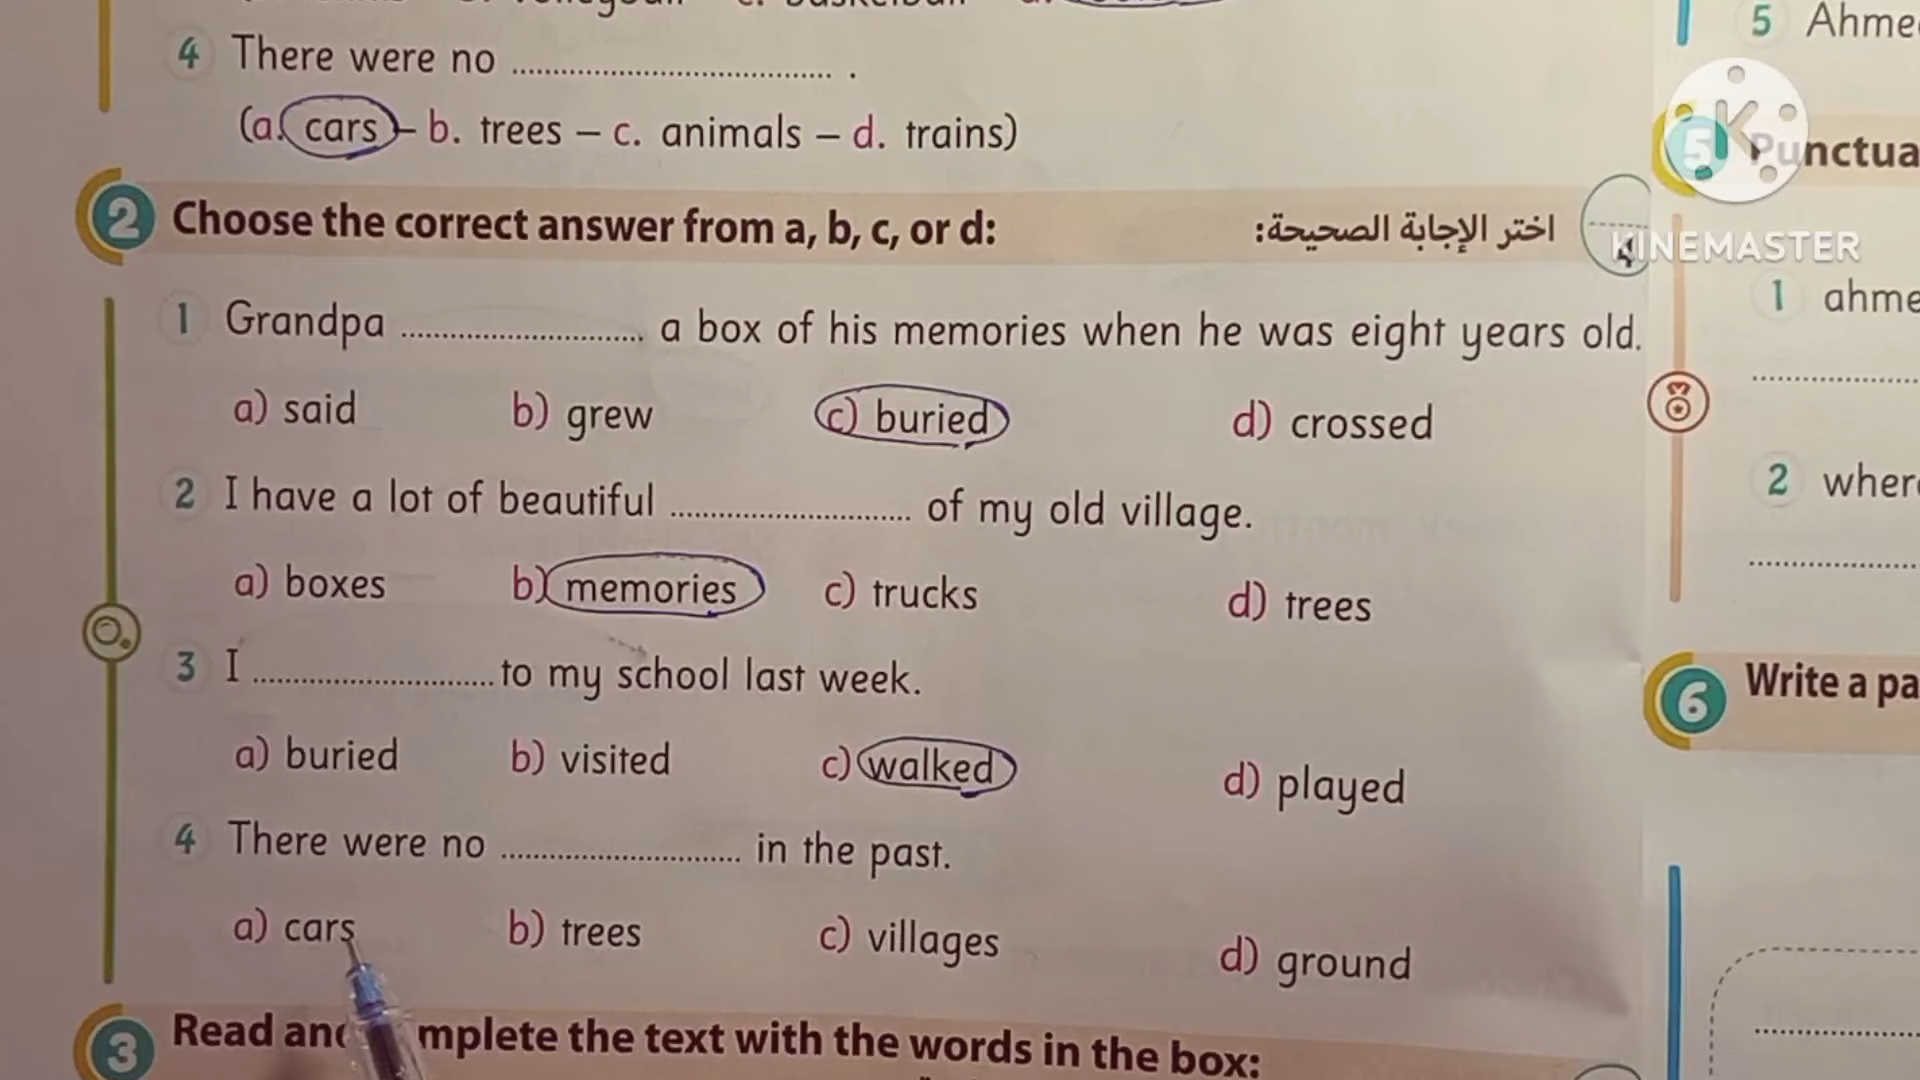 4 There were no .................... .
(a. cars – b. trees – c. animals – d. trains)
2 Choose the correct answer from a, b, c, or d: اختر الإجابة الصحيحة:
4
1 Grandpa .................... a box of his memories when he was eight years old.
a) said b) grew c) buried d) crossed
2 I have a lot of beautiful .................... of my old village.
a) boxes b) memories c) trucks d) trees
3 I .................... to my school last week.
a) buried b) visited c) walked d) played
4 There were no .................... in the past.
a) cars b) trees c) villages d) ground
3 Read and mplete the text with the words in the box:
5 Ahme
5 Punctua
K
KINEMASTER
1 ahme
2 where
6 Write a pa